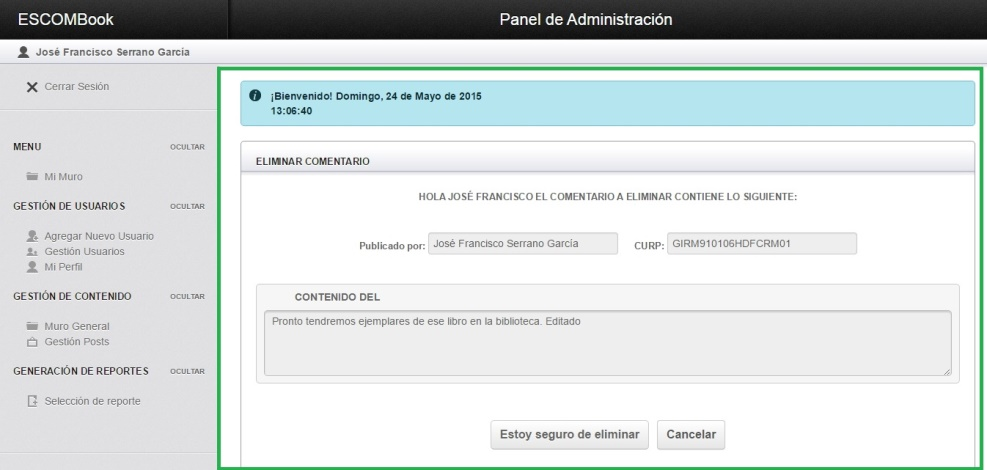 ESCOMBook
Panel de Administración
José Francisco Serrano García
Cerrar Sesión
MENU OCULTAR
Mi Muro
GESTIÓN DE USUARIOS OCULTAR
Agregar Nuevo Usuario
Gestión Usuarios
Mi Perfil
GESTIÓN DE CONTENIDO OCULTAR
Muro General
Gestión Posts
GENERACIÓN DE REPORTES OCULTAR
Selección de reporte
¡Bienvenido! Domingo, 24 de Mayo de 2015
13:06:40
ELIMINAR COMENTARIO
HOLA JOSÉ FRANCISCO EL COMENTARIO A ELIMINAR CONTIENE LO SIGUIENTE:
Publicado por: José Francisco Serrano García CURP: GIRM910106HDFCRM01
CONTENIDO DEL
Pronto tendremos ejemplares de ese libro en la biblioteca. Editado
Estoy seguro de eliminar Cancelar